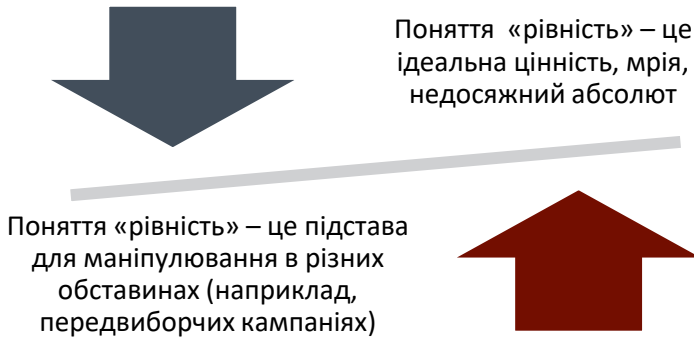 Поняття «рівність» – це
ідеальна цінність, мрія,
недосяжний абсолют
Поняття «рівність» – це підстава
для маніпулювання в різних
обставинах (наприклад,
передвиборчих кампаніях)